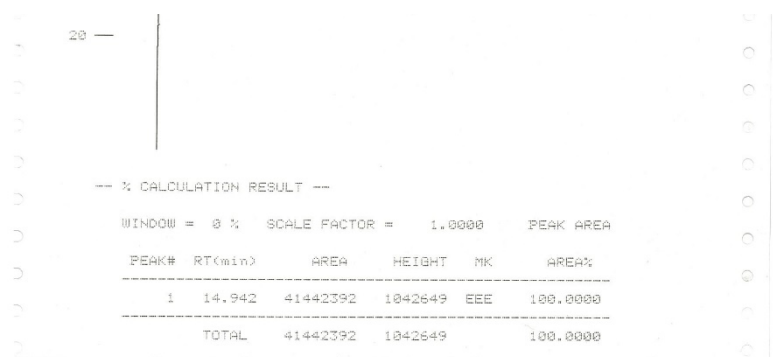 20
-- % CALCULATION RESULT --
WINDOW = 0 % SCALE FACTOR = 1.0000 PEAK AREA
PEAK# RT(min) AREA HEIGHT MK AREA%
1 14.942 41442392 1042649 EEE 100.0000
TOTAL 41442392 1042649 100.0000